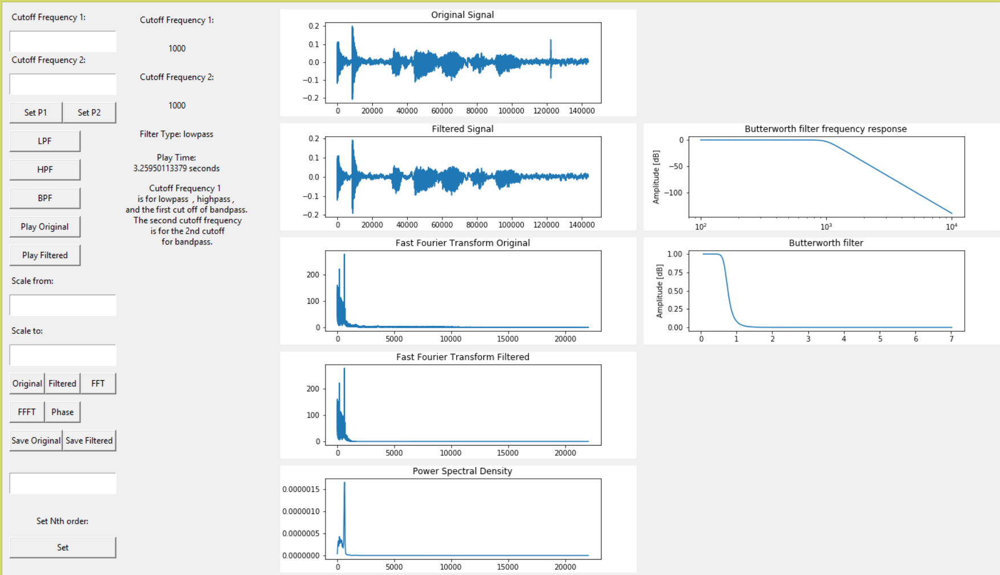 Cutoff Frequency 1:
Cutoff Frequency 2:
Set P1 Set P2
LPF
HPF
BPF
Play Original
Play Filtered
Scale from:
Scale to:
Original Filtered FFT
FFFT Phase
Save Original Save Filtered
Set Nth order:
Set
Cutoff Frequency 1:
1000
Cutoff Frequency 2:
1000
Filter Type: lowpass
Play Time:
3.25950113379 seconds
Cutoff Frequency 1
is for lowpass , highpass ,
and the first cut off of bandpass.
The second cutoff frequency
is for the 2nd cutoff
for bandpass.
Original Signal
0.2
0.1
0.0
−0.1
−0.2
0 20000 40000 60000 80000 100000 120000 140000
Filtered Signal
0.2
0.1
0.0
−0.1
−0.2
0 20000 40000 60000 80000 100000 120000 140000
Fast Fourier Transform Original
200
100
0
0 5000 10000 15000 20000
Fast Fourier Transform Filtered
200
100
0
0 5000 10000 15000 20000
Power Spectral Density
0.0000015
0.0000010
0.0000005
0.0000000
0 5000 10000 15000 20000
Butterworth filter frequency response
Amplitude [dB]
0
−50
−100
10² 10³ 10⁴
Butterworth filter
Amplitude [dB]
1.00
0.75
0.50
0.25
0.00
0 1 2 3 4 5 6 7